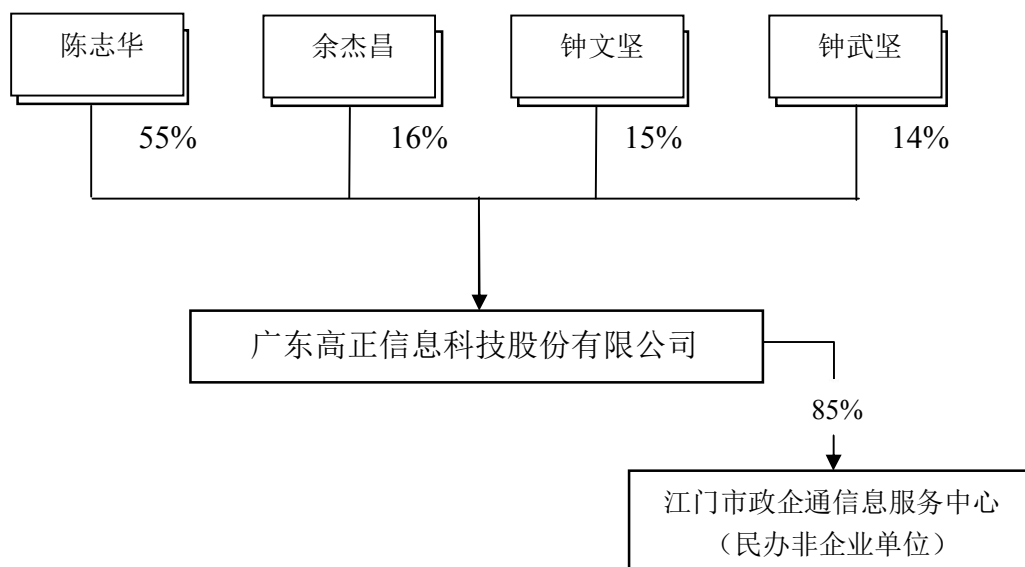 陈志华
余杰昌
钟文坚
钟武坚
55%
16%
15%
14%
广东高正信息科技股份有限公司
85%
江门市政企通信息服务中心
（民办非企业单位）